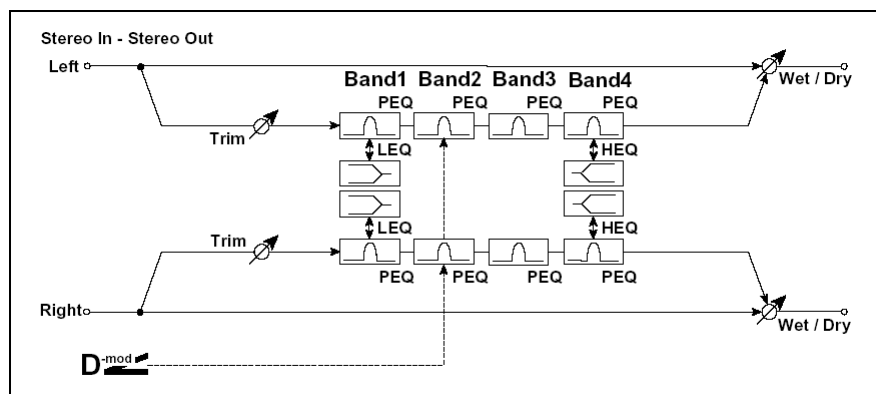 Stereo In - Stereo Out
Left
Wet / Dry
Band1 Band2 Band3 Band4
PEQ PEQ PEQ PEQ
Trim
LEQ HEQ
Trim
LEQ HEQ
PEQ PEQ PEQ PEQ
Right
Wet / Dry
D-mod